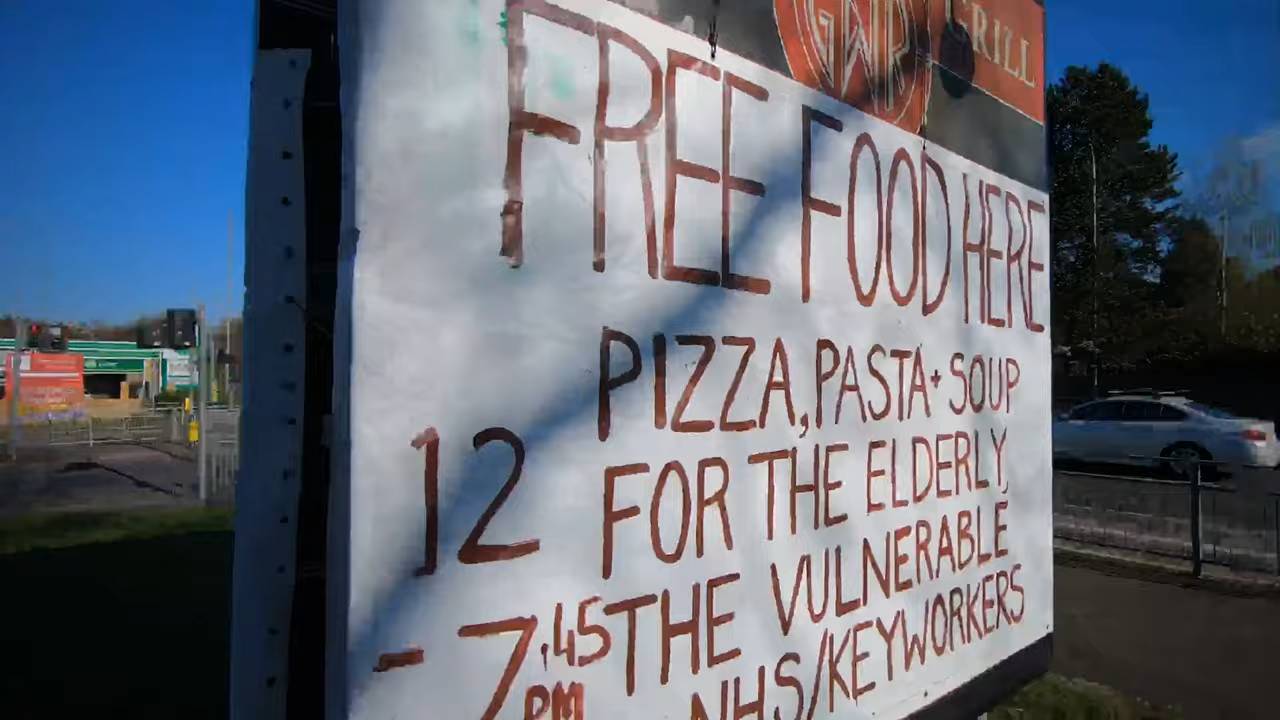 GWR GRILL
FREE FOOD HERE
PIZZA, PASTA + SOUP
12 FOR THE ELDERLY,
- 7.45 PM THE VULNERABLE
NHS/KEYWORKERS